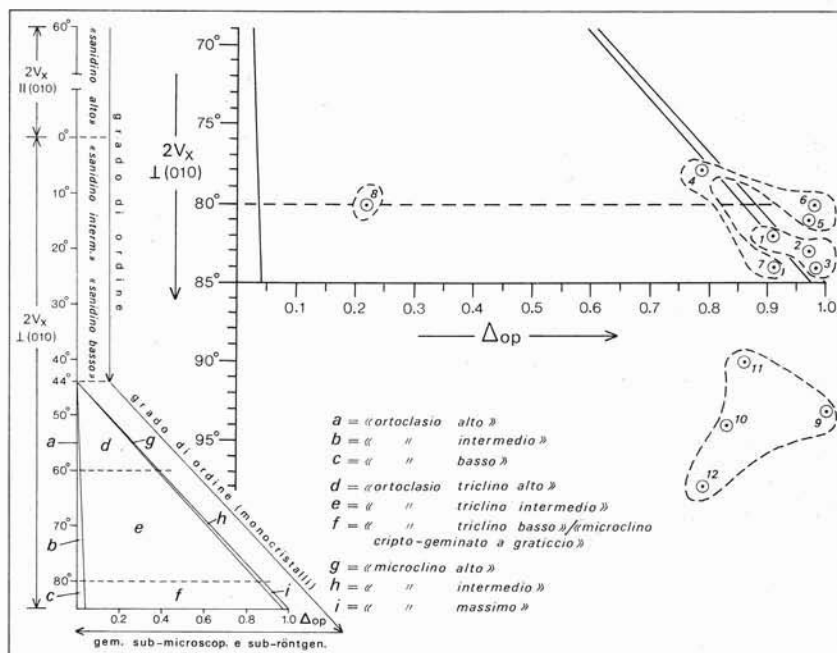 60°
2Vx
|| (010)
«sanidino alto»
0°
«sanidino interm.»
10°
20°
2Vx
⊥(010)
«sanidino basso»
30°
40°
44°
50°
60°
70°
80°
grado di ordine
grado di ordine (monocristalli)
a
b
c
d
e
f
g
h
i
0.2
0.4
0.6
0.8
1.0
Δop
gem. sub-microscop. e sub-röntgen.
70°
75°
80°
85°
2Vx
⊥ (010)
8
4
6
5
1
2
7
3
0.1
0.2
0.3
0.4
0.5
0.6
0.7
0.8
0.9
1.0
Δop
90°
95°
11
10
9
12
a = «ortoclasio alto»
b = « " intermedio»
c = « " basso»
d = «ortoclasio triclino alto»
e = « " triclino intermedio»
f = « " triclino basso»/«microclino
cripto-geminato a graticcio»
g = «microclino alto»
h = « " intermedio»
i = « " massimo»